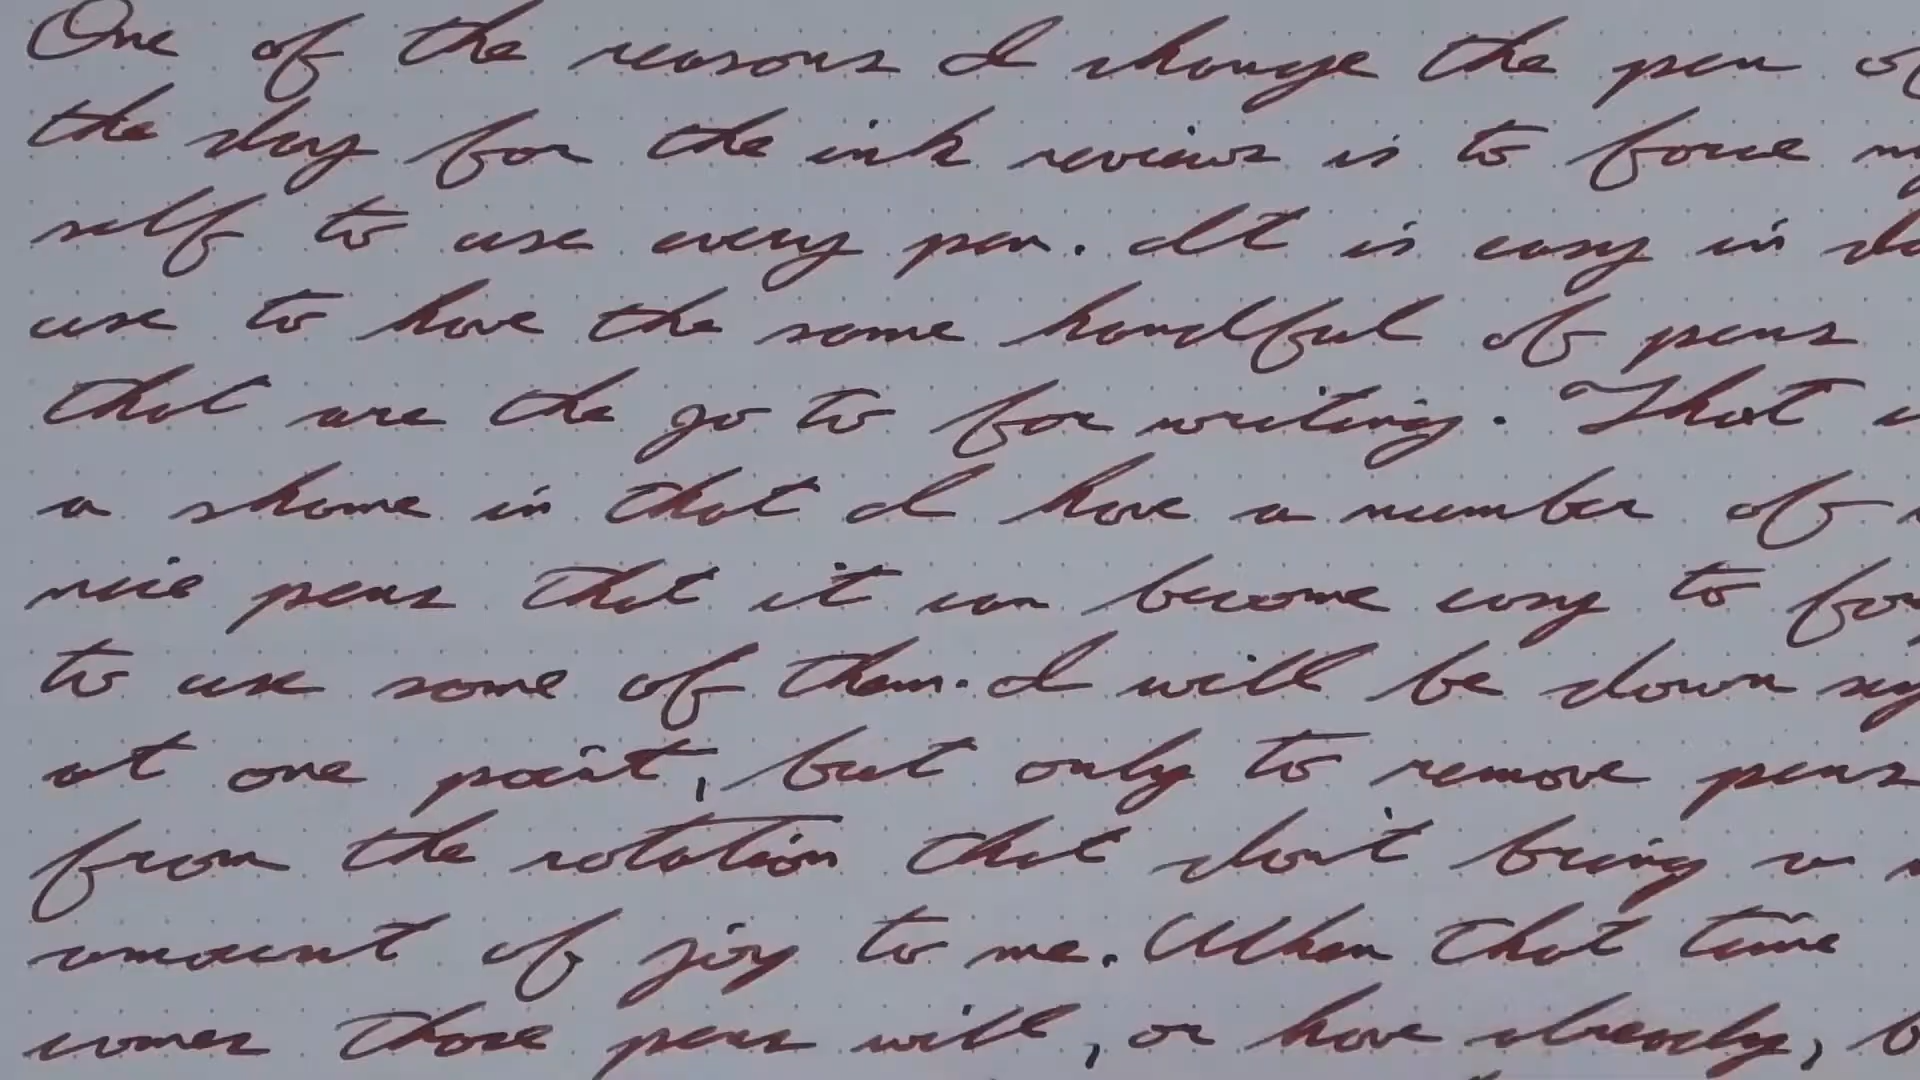 One of the reasons I change the pen of
the day for the ink reviews is to force my
self to use every pen. It is easy in
use to have the same handful of pens
that are the go to for writing. That
a shame in that I have a number of
nice pens that it can become easy to
to use some of them. I will be down
at one point, but only to remove pens
from the rotation that don't bring a
amount of joy to me. When that time
comes those pens will, or have already,